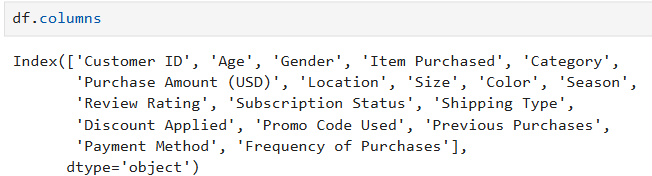 df.columns
Index(['Customer ID', 'Age', 'Gender', 'Item Purchased', 'Category',
'Purchase Amount (USD)', 'Location', 'Size', 'Color', 'Season',
'Review Rating', 'Subscription Status', 'Shipping Type',
'Discount Applied', 'Promo Code Used', 'Previous Purchases',
'Payment Method', 'Frequency of Purchases'],
dtype='object')